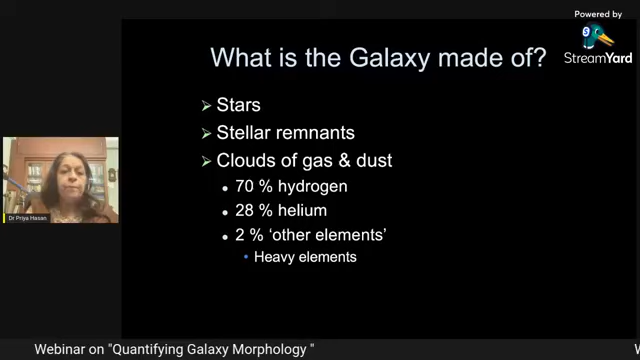 Powered by
S
StreamYard
What is the Galaxy made of?
➢ Stars
➢ Stellar remnants
➢ Clouds of gas & dust
• 70 % hydrogen
• 28 % helium
• 2 % ‘other elements’
• Heavy elements
Dr Priya Hasan
Webinar on "Quantifying Galaxy Morphology "
W